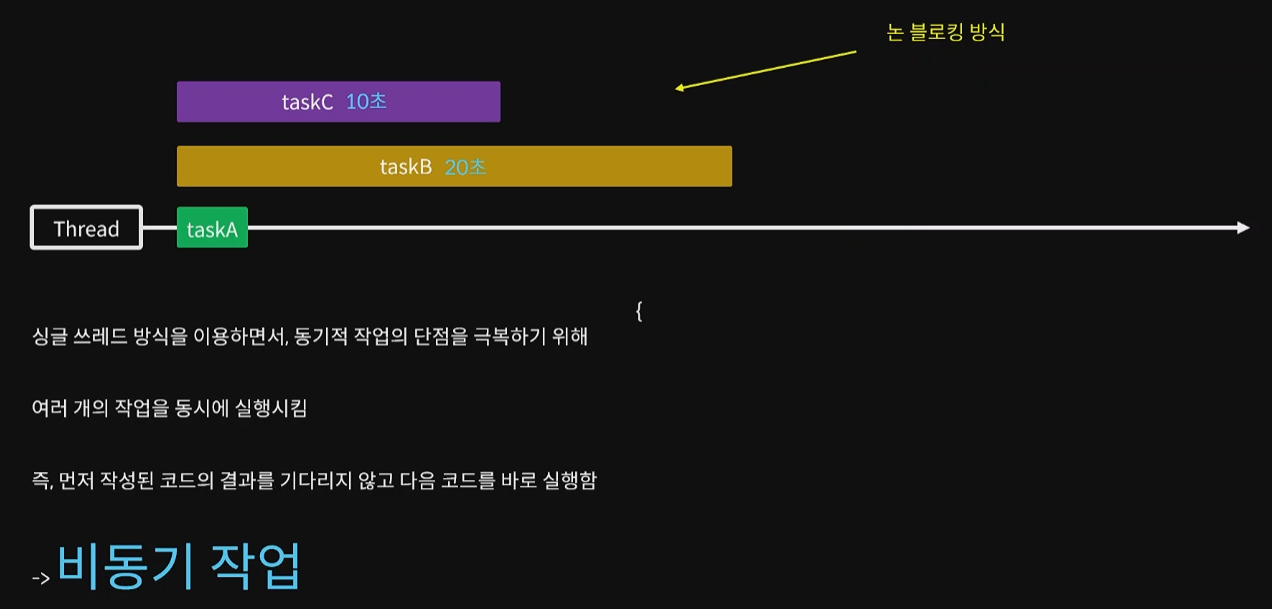 논 블로킹 방식
taskC 10초
taskB 20초
Thread
taskA
{
싱글 쓰레드 방식을 이용하면서, 동기적 작업의 단점을 극복하기 위해
여러 개의 작업을 동시에 실행시킴
즉, 먼저 작성된 코드의 결과를 기다리지 않고 다음 코드를 바로 실행함
-> 비동기 작업